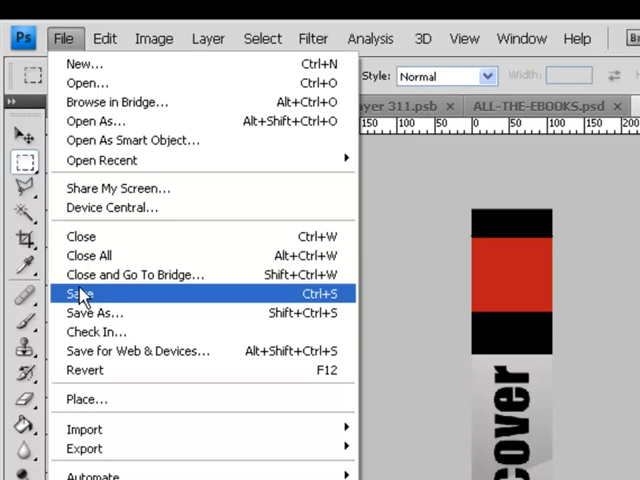 Ps File Edit Image Layer Select Filter Analysis 3D View Window Help
Style: Normal Width:
ayer 311.psb × ALL-THE-EBOOKS.psd ×
150 100 50 0 50 100 150 200
New... Ctrl+N
Open... Ctrl+O
Browse in Bridge... Alt+Ctrl+O
Open As... Alt+Shift+Ctrl+O
Open As Smart Object...
Open Recent
Share My Screen...
Device Central...
Close Ctrl+W
Close All Alt+Ctrl+W
Close and Go To Bridge... Shift+Ctrl+W
Save Ctrl+S
Save As... Shift+Ctrl+S
Check In...
Save for Web & Devices... Alt+Shift+Ctrl+S
Revert F12
Place...
Import
Export
Automate
cover